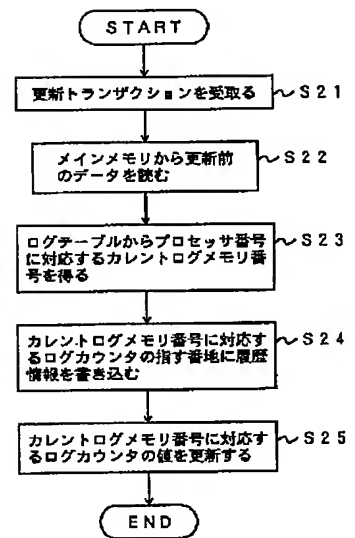 START
更新トランザクションを受取る
S21
メインメモリから更新前
のデータを読む
S22
ログテーブルからプロセッサ番号
に対応するカレントログメモリ番
号を得る
S23
カレントログメモリ番号に対応す
るログカウンタの指す番地に履歴
情報を書き込む
S24
カレントログメモリ番号に対応す
るログカウンタの値を更新する
S25
END